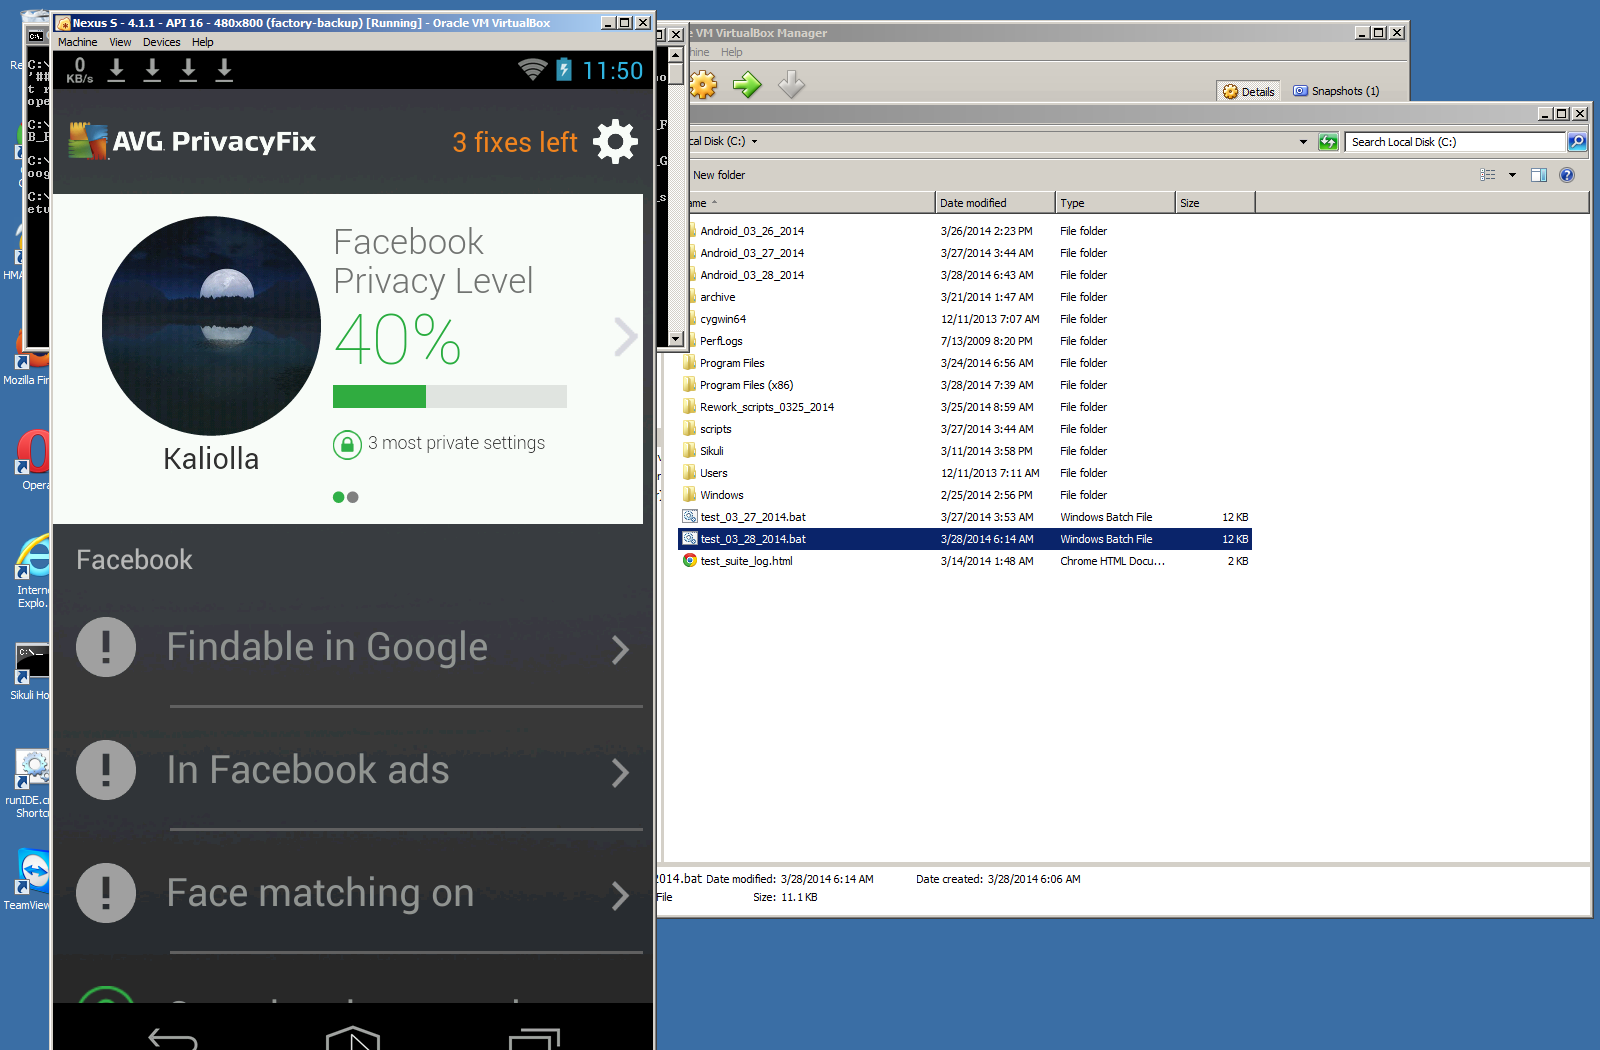 Nexus S - 4.1.1 - API 16 - 480x800 (factory-backup) [Running] - Oracle VM VirtualBox
Machine View Devices Help
0
KB/s
11:50
AVG PrivacyFix
3 fixes left
Facebook
Privacy Level
40%
3 most private settings
Kaliolla
Facebook
Findable in Google
In Facebook ads
Face matching on
VM VirtualBox Manager
Help
Details
Snapshots (1)
cal Disk (C:)
Search Local Disk (C:)
New folder
ame Date modified Type Size
Android_03_26_2014 3/26/2014 2:23 PM File folder
Android_03_27_2014 3/27/2014 3:44 AM File folder
Android_03_28_2014 3/28/2014 6:43 AM File folder
archive 3/21/2014 1:47 AM File folder
cygwin64 12/11/2013 7:07 AM File folder
PerfLogs 7/13/2009 8:20 PM File folder
Program Files 3/24/2014 6:56 AM File folder
Program Files (x86) 3/28/2014 7:39 AM File folder
Rework_scripts_0325_2014 3/25/2014 8:59 AM File folder
scripts 3/27/2014 3:44 AM File folder
Sikuli 3/11/2014 3:58 PM File folder
Users 12/11/2013 7:11 AM File folder
Windows 2/25/2014 2:56 PM File folder
test_03_27_2014.bat 3/27/2014 3:53 AM Windows Batch File 12 KB
test_03_28_2014.bat 3/28/2014 6:14 AM Windows Batch File 12 KB
test_suite_log.html 3/14/2014 1:48 AM Chrome HTML Docu... 2 KB
2014.bat Date modified: 3/28/2014 6:14 AM Date created: 3/28/2014 6:06 AM
File Size: 11.1 KB
HMA
Mozilla Fir
Opera
Intern
Explo.
C:\_
Sikuli Ho
runIDE.c
Shortc
TeamView